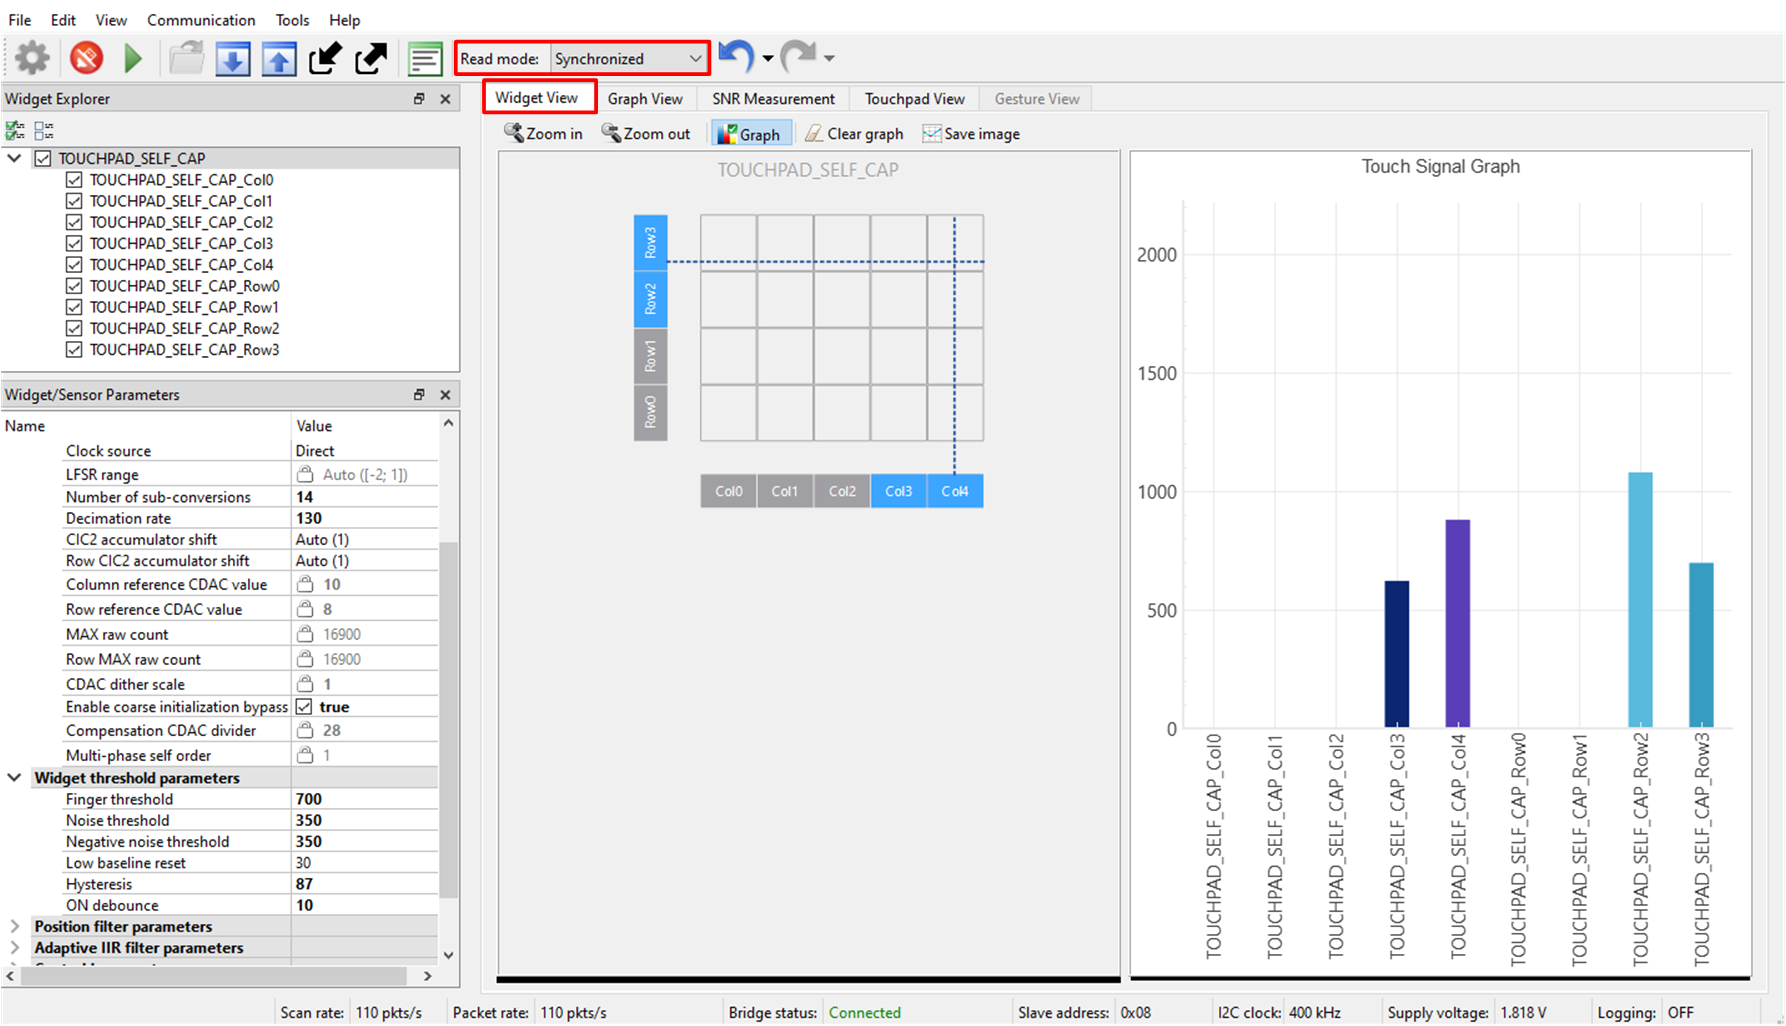 File Edit View Communication Tools Help
Read mode: Synchronized
Widget Explorer
TOUCHPAD_SELF_CAP
TOUCHPAD_SELF_CAP_Col0
TOUCHPAD_SELF_CAP_Col1
TOUCHPAD_SELF_CAP_Col2
TOUCHPAD_SELF_CAP_Col3
TOUCHPAD_SELF_CAP_Col4
TOUCHPAD_SELF_CAP_Row0
TOUCHPAD_SELF_CAP_Row1
TOUCHPAD_SELF_CAP_Row2
TOUCHPAD_SELF_CAP_Row3
Widget/Sensor Parameters
Name Value
Clock source Direct
LFSR range Auto ([-2; 1])
Number of sub-conversions 14
Decimation rate 130
CIC2 accumulator shift Auto (1)
Row CIC2 accumulator shift Auto (1)
Column reference CDAC value 10
Row reference CDAC value 8
MAX raw count 16900
Row MAX raw count 16900
CDAC dither scale 1
Enable coarse initialization bypass true
Compensation CDAC divider 28
Multi-phase self order 1
Widget threshold parameters
Finger threshold 700
Noise threshold 350
Negative noise threshold 350
Low baseline reset 30
Hysteresis 87
ON debounce 10
Position filter parameters
Adaptive IIR filter parameters
Widget View Graph View SNR Measurement Touchpad View Gesture View
Zoom in Zoom out Graph Clear graph Save image
TOUCHPAD_SELF_CAP
Row3
Row2
Row1
Row0
Col0 Col1 Col2 Col3 Col4
Touch Signal Graph
2000
1500
1000
500
0
TOUCHPAD_SELF_CAP_Col0
TOUCHPAD_SELF_CAP_Col1
TOUCHPAD_SELF_CAP_Col2
TOUCHPAD_SELF_CAP_Col3
TOUCHPAD_SELF_CAP_Col4
TOUCHPAD_SELF_CAP_Row0
TOUCHPAD_SELF_CAP_Row1
TOUCHPAD_SELF_CAP_Row2
TOUCHPAD_SELF_CAP_Row3
Scan rate: 110 pkts/s Packet rate: 110 pkts/s Bridge status: Connected Slave address: 0x08 I2C clock: 400 kHz Supply voltage: 1.818 V Logging: OFF